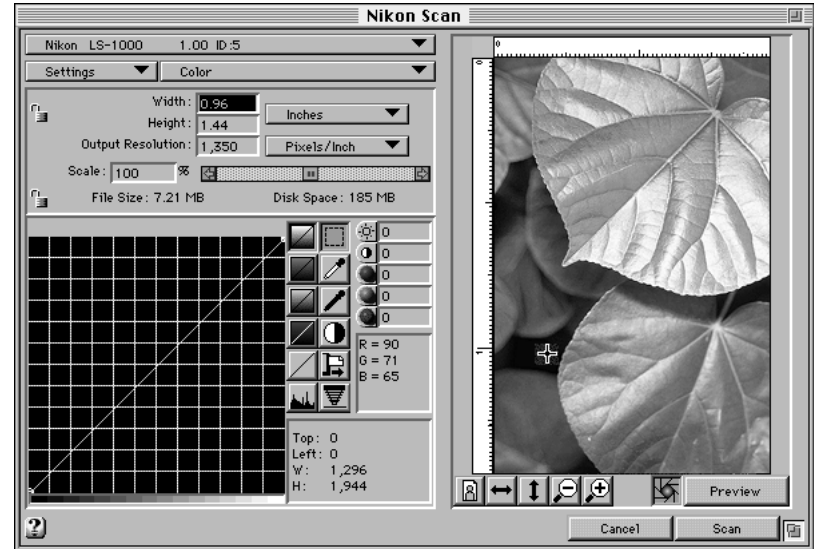 Nikon Scan
Nikon LS-1000 1.00 ID:5
Settings Color
Width: 0.96
Height: 1.44
Inches
Output Resolution: 1,350
Pixels/Inch
Scale: 100 %
File Size: 7.21 MB Disk Space: 185 MB
0
0
0
0
0
R = 90
G = 71
B = 65
Top: 0
Left: 0
W: 1,296
H: 1,944
0
0
1
Preview
?
Cancel Scan